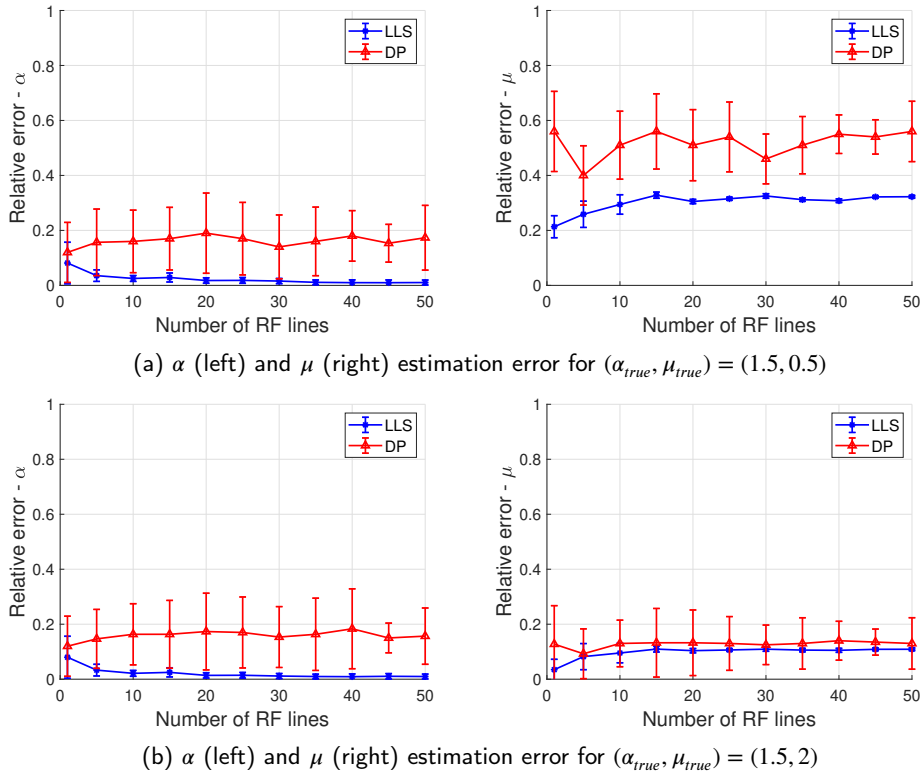 1
0.8
0.6
0.4
0.2
0
Relative error - α
0 10 20 30 40 50
Number of RF lines
LLS
DP
1
0.8
0.6
0.4
0.2
0
Relative error - μ
0 10 20 30 40 50
Number of RF lines
LLS
DP
(a) α (left) and μ (right) estimation error for (α_true, μ_true) = (1.5, 0.5)
1
0.8
0.6
0.4
0.2
0
Relative error - α
0 10 20 30 40 50
Number of RF lines
LLS
DP
1
0.8
0.6
0.4
0.2
0
Relative error - μ
0 10 20 30 40 50
Number of RF lines
LLS
DP
(b) α (left) and μ (right) estimation error for (α_true, μ_true) = (1.5, 2)